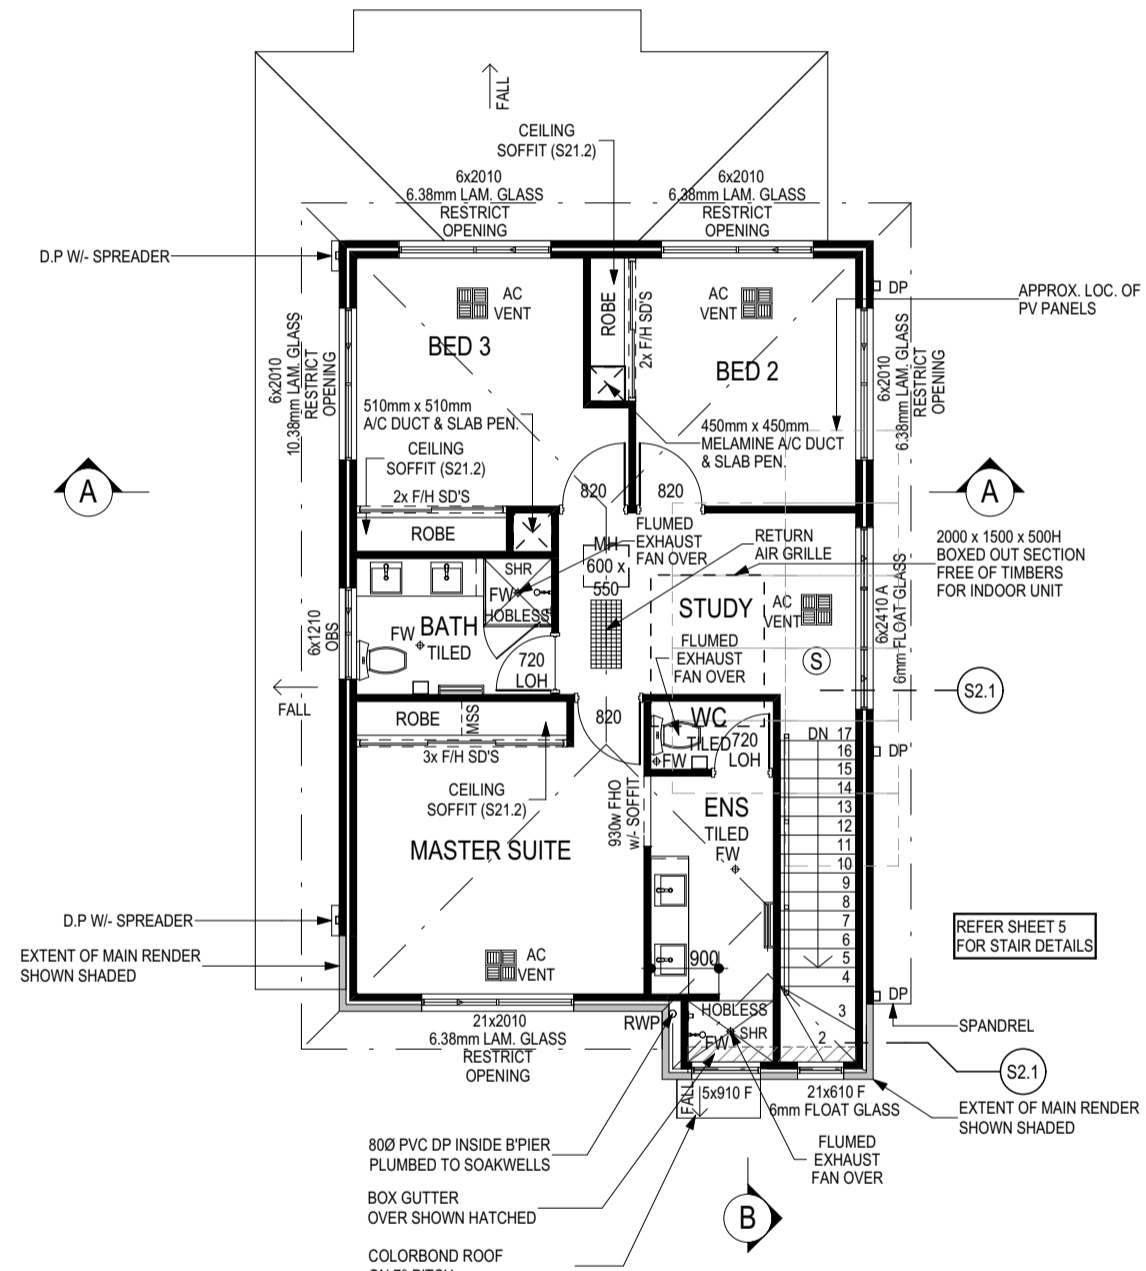 FALL
CEILING
SOFFIT (S21.2)
6x2010
6.38mm LAM. GLASS
RESTRICT
OPENING
6x2010
6.38mm LAM. GLASS
RESTRICT
OPENING
D.P W/- SPREADER
DP
APPROX. LOC. OF
PV PANELS
AC
VENT
ROBE
2x F/H SD'S
AC
VENT
BED 3
BED 2
6x2010
10.38mm LAM. GLASS
RESTRICT
OPENING
6x2010
6.38mm LAM. GLASS
RESTRICT
OPENING
510mm x 510mm
A/C DUCT & SLAB PEN.
450mm x 450mm
MELAMINE A/C DUCT
& SLAB PEN.
CEILING
SOFFIT (S21.2)
2x F/H SD'S
A
820
820
A
ROBE
MH
600 x
550
FLUMED
EXHAUST
FAN OVER
RETURN
AIR GRILLE
2000 x 1500 x 500H
BOXED OUT SECTION
FREE OF TIMBERS
FOR INDOOR UNIT
SHR
FW
HOBLESS
6x1210
OBS
FW
BATH
TILED
STUDY
AC
VENT
6x2410 A
6mm FLOAT GLASS
FLUMED
EXHAUST
FAN OVER
720
LOH
S
S2.1
FALL
ROBE
MSS
820
WC
TILED
FW
720
LOH
3x F/H SD'S
DN 17
16
15
14
13
12
11
10
9
8
7
6
5
4
3
2
DP
CEILING
SOFFIT (S21.2)
930w FHO
w/- SOFFIT
ENS
TILED
FW
MASTER SUITE
D.P W/- SPREADER
REFER SHEET 5
FOR STAIR DETAILS
EXTENT OF MAIN RENDER
SHOWN SHADED
AC
VENT
900
DP
HOBLESS
SHR
FW
21x2010
6.38mm LAM. GLASS
RESTRICT
OPENING
RWP
SPANDREL
S2.1
FALL
5x910 F
21x610 F
6mm FLOAT GLASS
EXTENT OF MAIN RENDER
SHOWN SHADED
80Ø PVC DP INSIDE B'PIER
PLUMBED TO SOAKWELLS
FLUMED
EXHAUST
FAN OVER
BOX GUTTER
OVER SHOWN HATCHED
B
COLORBOND ROOF